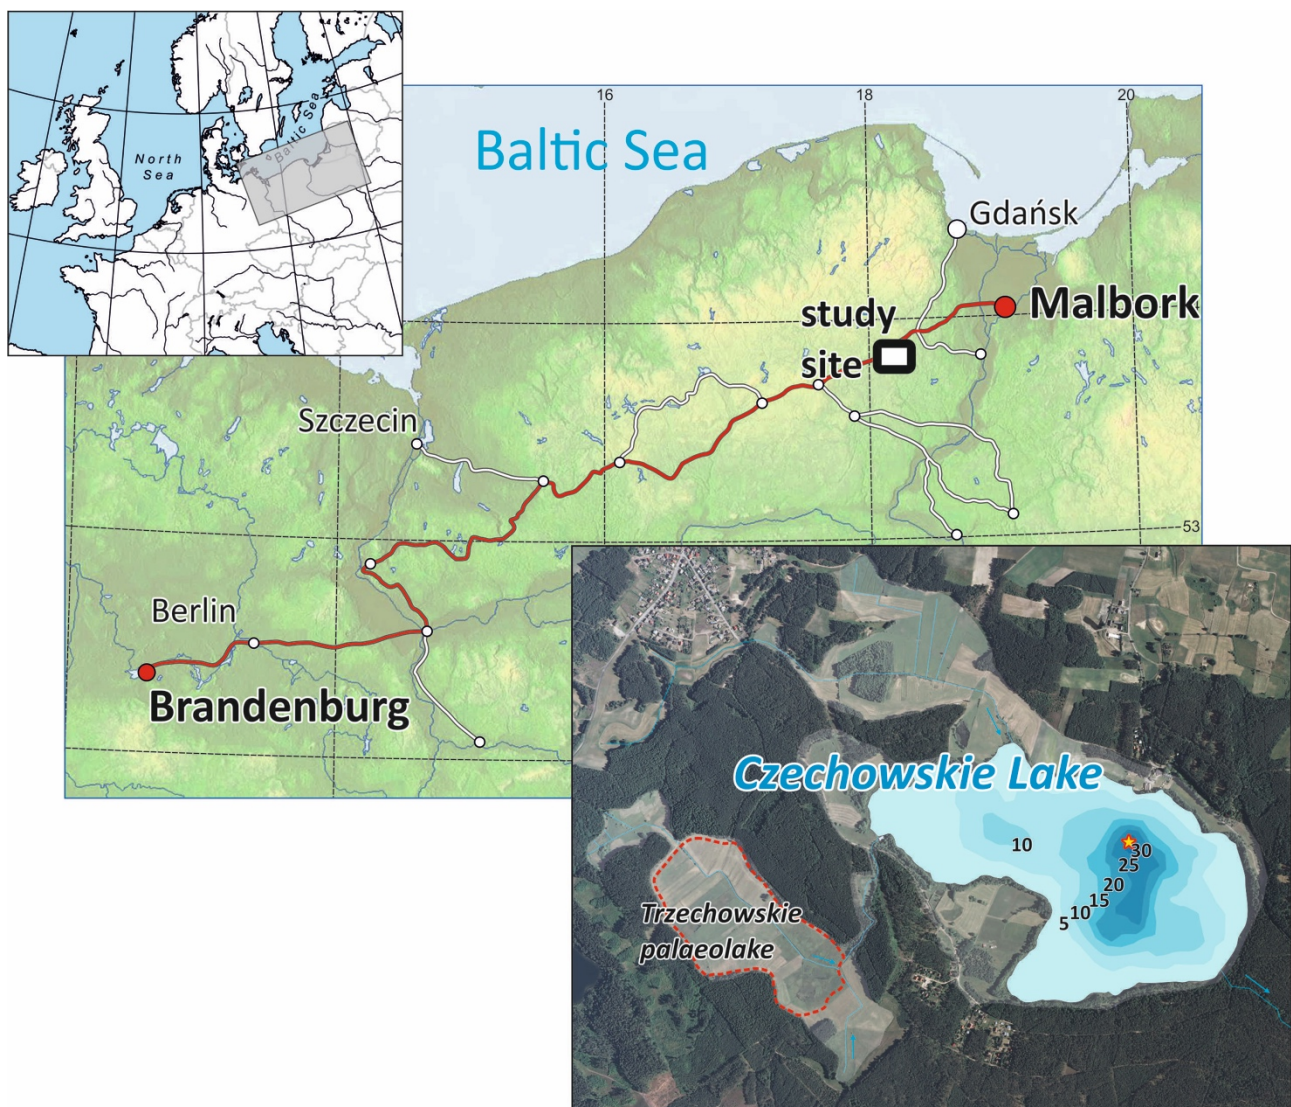 North
Sea
Baltic Sea
16
18
20
Baltic Sea
Gdańsk
Malbork
study
site
Szczecin
53
Berlin
Brandenburg
Czechowskie Lake
10
30
25
20
15
10
5
Trzechowskie
palaeolake